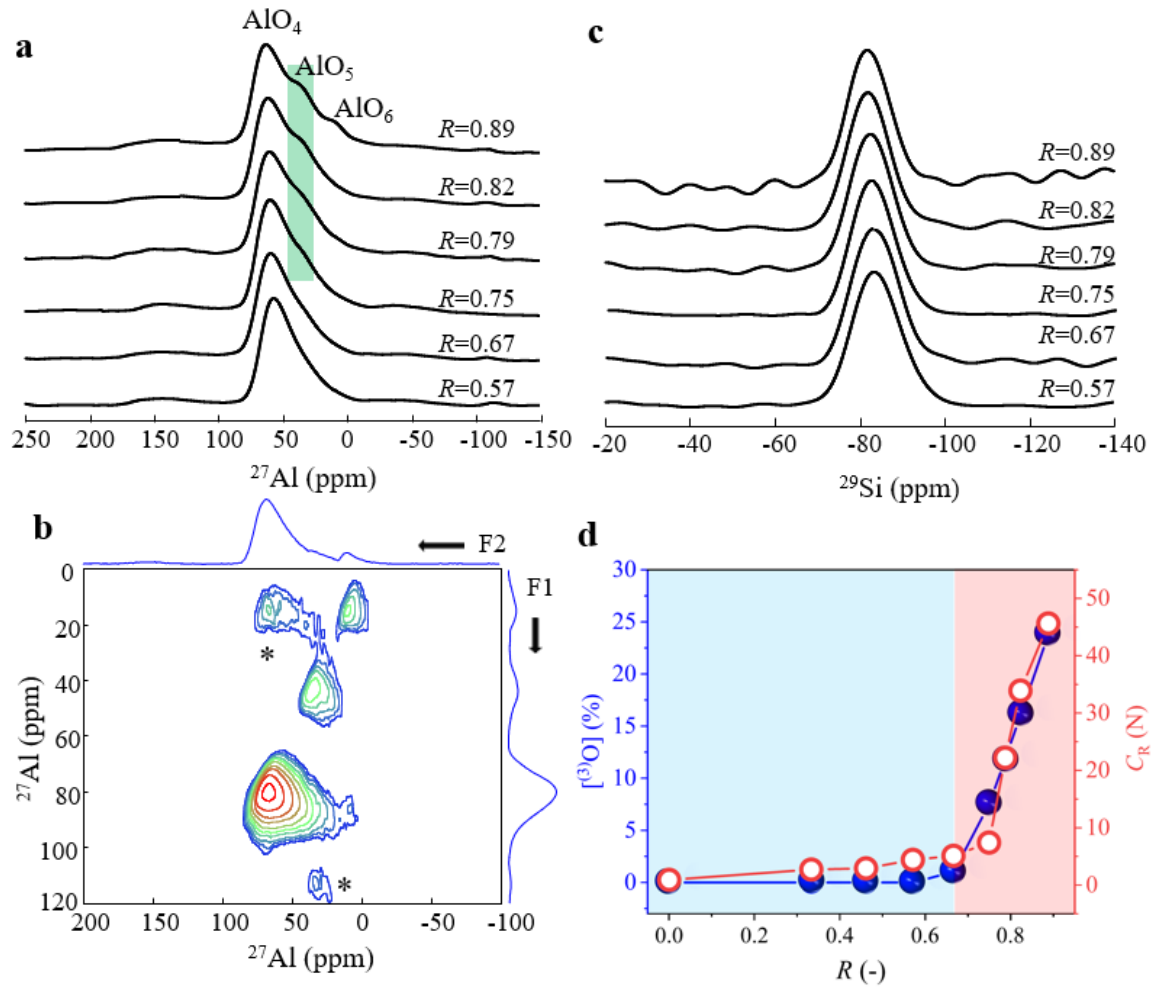 a
AlO₄
AlO₅
AlO₆
R=0.89
R=0.82
R=0.79
R=0.75
R=0.67
R=0.57
250 200 150 100 50 0 -50 -100 -150
²⁷Al (ppm)
c
R=0.89
R=0.82
R=0.79
R=0.75
R=0.67
R=0.57
-20 -40 -60 -80 -100 -120 -140
²⁹Si (ppm)
b
F2
F1
0
20
40
60
80
100
120
²⁷Al (ppm)
*
*
200 150 100 50 0 -50 -100
²⁷Al (ppm)
d
30
25
20
15
10
5
0
[⁽³⁾O] (%)
50
40
30
20
10
0
C_R (N)
0.0 0.2 0.4 0.6 0.8
R (-)